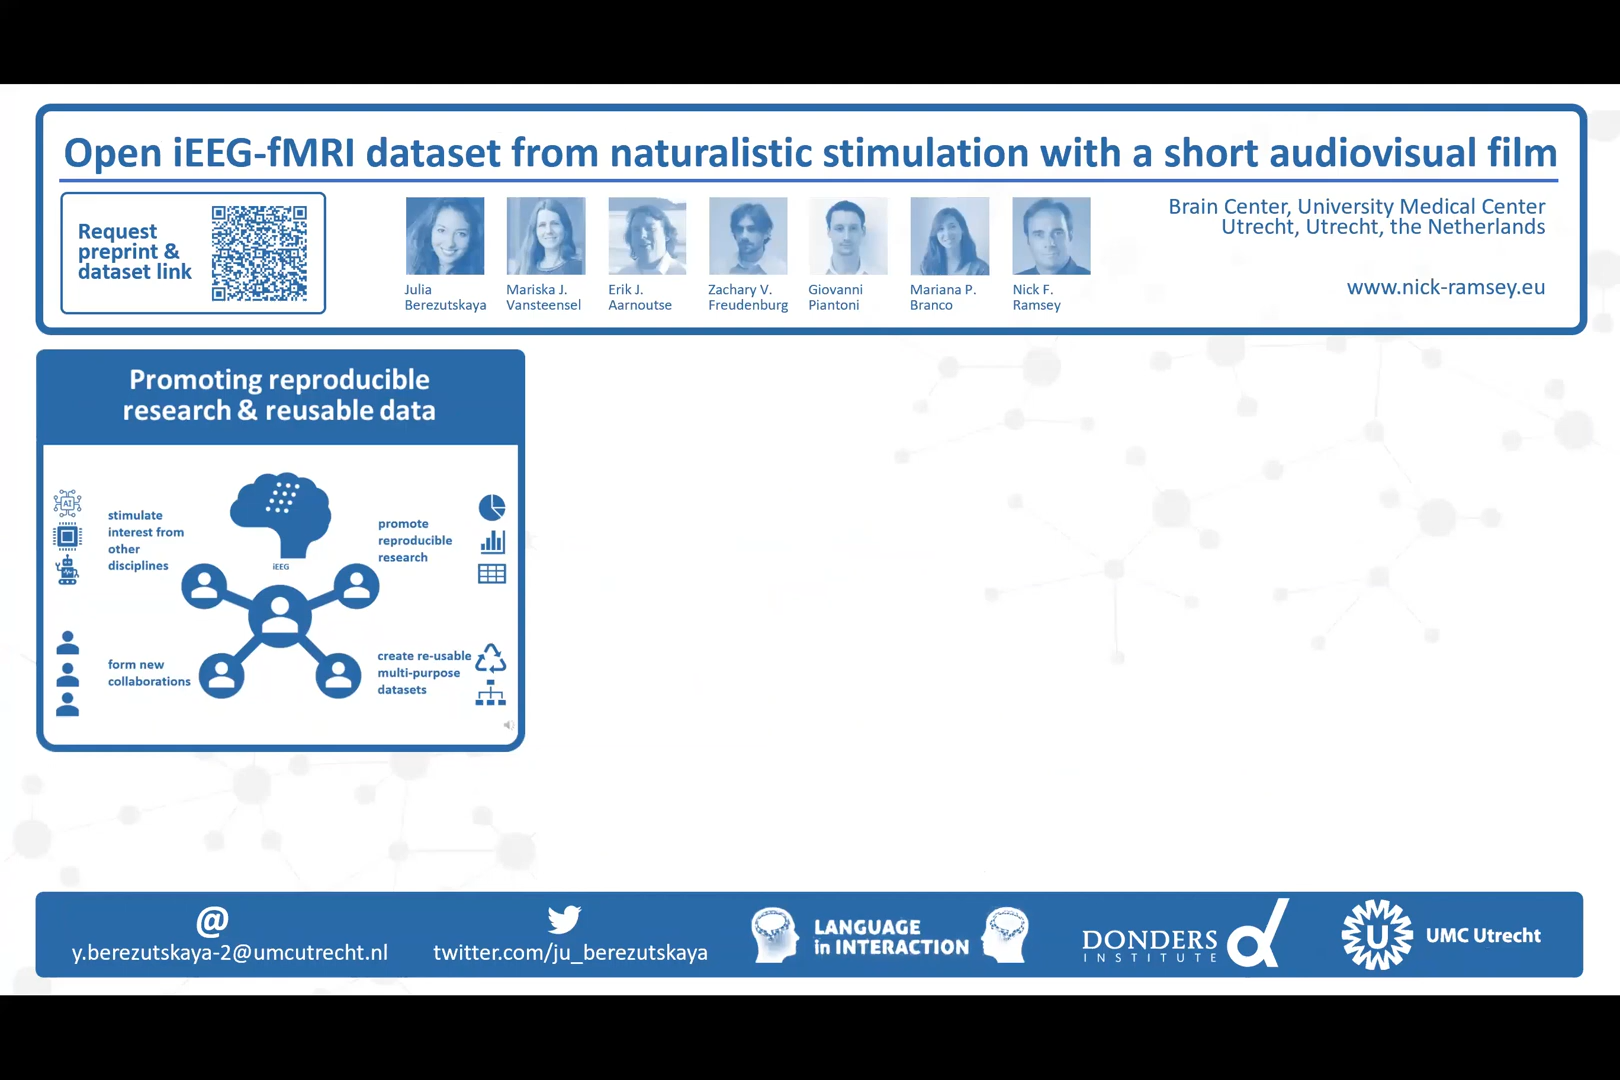 Open iEEG-fMRI dataset from naturalistic stimulation with a short audiovisual film
Request
preprint &
dataset link
Julia
Berezutskaya
Mariska J.
Vansteensel
Erik J.
Aarnoutse
Zachary V.
Freudenburg
Giovanni
Piantoni
Mariana P.
Branco
Nick F.
Ramsey
Brain Center, University Medical Center
Utrecht, Utrecht, the Netherlands
www.nick-ramsey.eu
Promoting reproducible
research & reusable data
AI
stimulate
interest from
other
disciplines
iEEG
promote
reproducible
research
form new
collaborations
create re-usable
multi-purpose
datasets
@
y.berezutskaya-2@umcutrecht.nl
twitter.com/ju_berezutskaya
LANGUAGE
in INTERACTION
DONDERS
INSTITUTE
U
UMC Utrecht